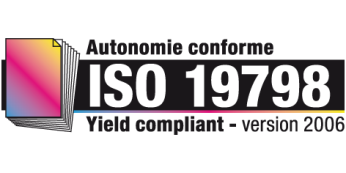 Autonomie conforme
ISO 19798
Yield compliant - version 2006